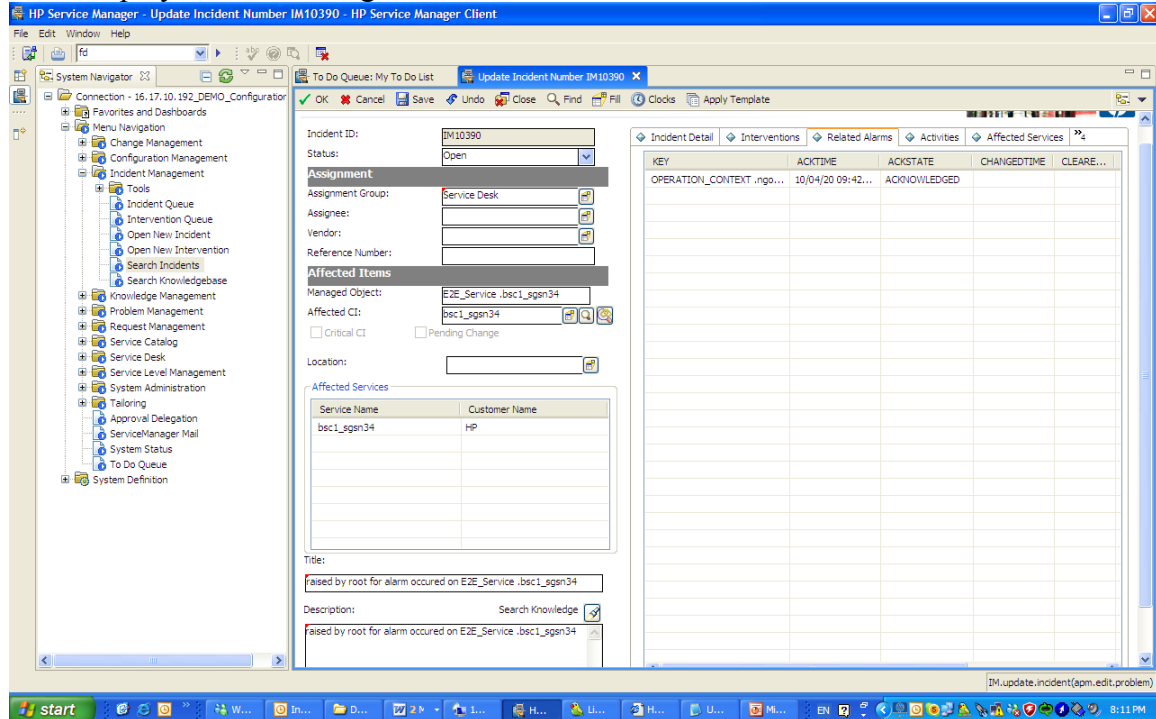 HP Service Manager - Update Incident Number IM10390 - HP Service Manager Client
File Edit Window Help
fd
System Navigator
Connection - 16.17.10.192_DEMO_Configuration
Favorites and Dashboards
Menu Navigation
Change Management
Configuration Management
Incident Management
Tools
Incident Queue
Intervention Queue
Open New Incident
Open New Intervention
Search Incidents
Search Knowledgebase
Knowledge Management
Problem Management
Request Management
Service Catalog
Service Desk
Service Level Management
System Administration
Tailoring
Approval Delegation
ServiceManager Mail
System Status
To Do Queue
System Definition
To Do Queue: My To Do List Update Incident Number IM10390
OK Cancel Save Undo Close Find Fill Clocks Apply Template
Incident ID: IM10390
Status: Open
Assignment
Assignment Group: Service Desk
Assignee:
Vendor:
Reference Number:
Affected Items
Managed Object: E2E_Service .bsc1_sgsn34
Affected CI: bsc1_sgsn34
Critical CI Pending Change
Location:
Affected Services
Service Name Customer Name
bsc1_sgsn34 HP
Title:
raised by root for alarm occured on E2E_Service .bsc1_sgsn34
Description: Search Knowledge
raised by root for alarm occured on E2E_Service .bsc1_sgsn34
Incident Detail Interventions Related Alarms Activities Affected Services »4
KEY ACKTIME ACKSTATE CHANGEDTIME CLEARE...
OPERATION_CONTEXT .ngo... 10/04/20 09:42... ACKNOWLEDGED
IM.update.incident(apm.edit.problem)
start W... In... D... 2 M 1... H... Li... H... U... Mi... EN 8:11 PM